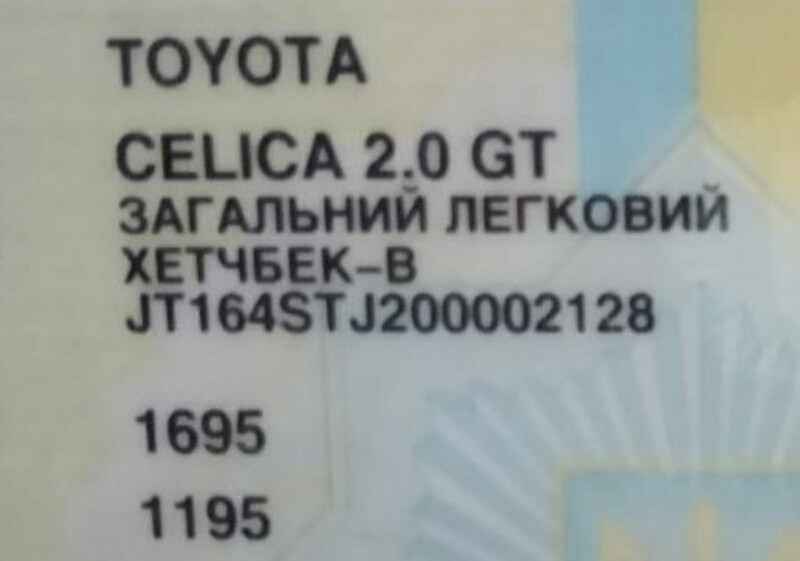 TOYOTA
CELICA 2.0 GT
ЗАГАЛЬНИЙ ЛЕГКОВИЙ
ХЕТЧБЕК-В
JT164STJ200002128
1695
1195